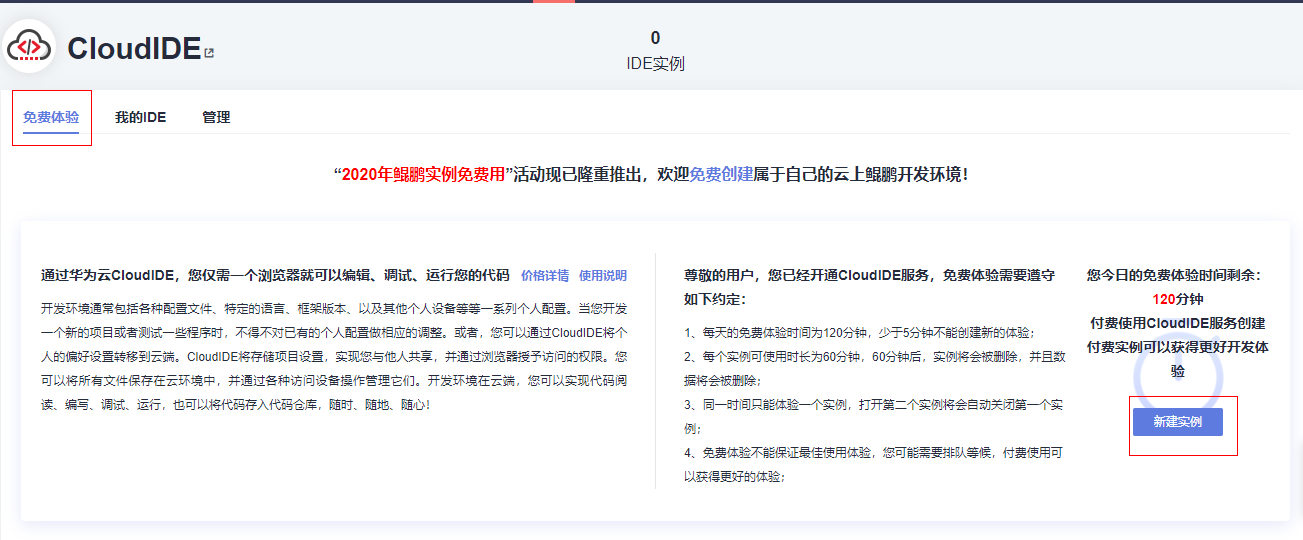 CloudIDE
0
IDE实例
免费体验 我的IDE 管理
“2020年鲲鹏实例免费用”活动现已隆重推出，欢迎免费创建属于自己的云上鲲鹏开发环境！
通过华为云CloudIDE，您仅需一个浏览器就可以编辑、调试、运行您的代码 价格详情 使用说明
开发环境通常包括各种配置文件、特定的语言、框架版本、以及其他个人设备等等一系列个人配置。当您开发
一个新的项目或者测试一些程序时，不得不对已有的个人配置做相应的调整。或者，您可以通过CloudIDE将个
人的偏好设置转移到云端。CloudIDE将存储项目设置，实现您与他人共享，并通过浏览器授予访问的权限。您
可以将所有文件保存在云环境中，并通过各种访问设备操作管理它们。开发环境在云端，您可以实现代码阅
读、编写、调试、运行，也可以将代码存入代码仓库，随时、随地、随心！
尊敬的用户，您已经开通CloudIDE服务，免费体验需要遵守
如下约定：
1、每天的免费体验时间为120分钟，少于5分钟不能创建新的体验；
2、每个实例可使用时长为60分钟，60分钟后，实例将会被删除，并且数
据将会被删除；
3、同一时间只能体验一个实例，打开第二个实例将会自动关闭第一个实
例；
4、免费体验不能保证最佳使用体验，您可能需要排队等候，付费使用可
以获得更好的体验；
您今日的免费体验时间剩余：
120分钟
付费使用CloudIDE服务创建
付费实例可以获得更好开发体
验
新建实例